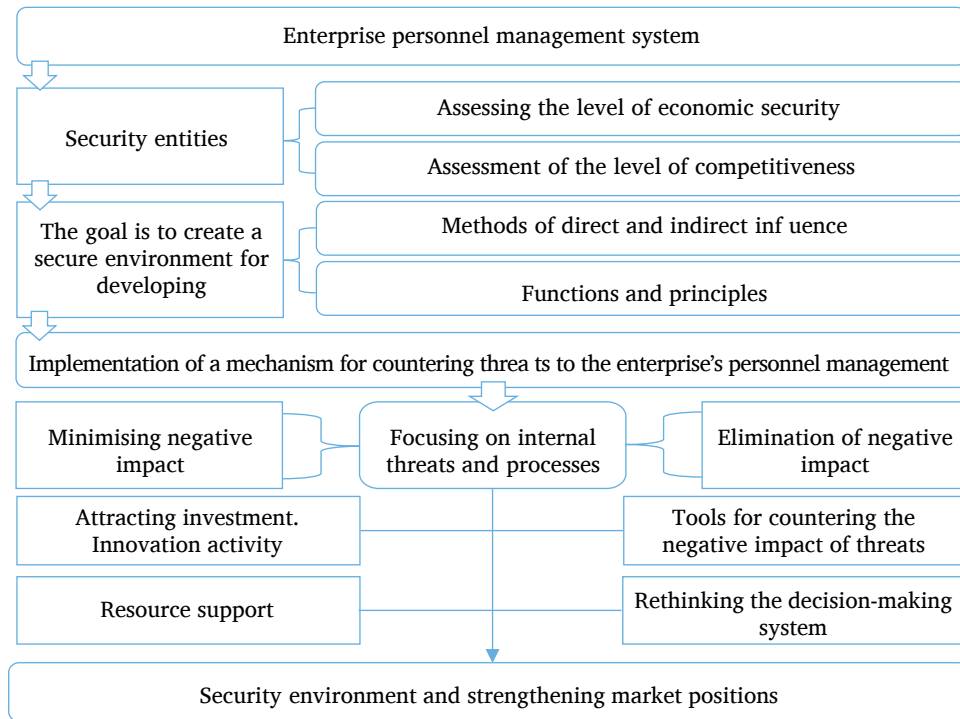 Enterprise personnel management system
Security entities
Assessing the level of economic security
Assessment of the level of competitiveness
The goal is to create a
secure environment for
developing
Methods of direct and indirect inf uence
Functions and principles
Implementation of a mechanism for countering threa ts to the enterprise's personnel management
Minimising negative
impact
Focusing on internal
threats and processes
Elimination of negative
impact
Attracting investment.
Innovation activity
Tools for countering the
negative impact of threats
Resource support
Rethinking the decision-making
system
Security environment and strengthening market positions